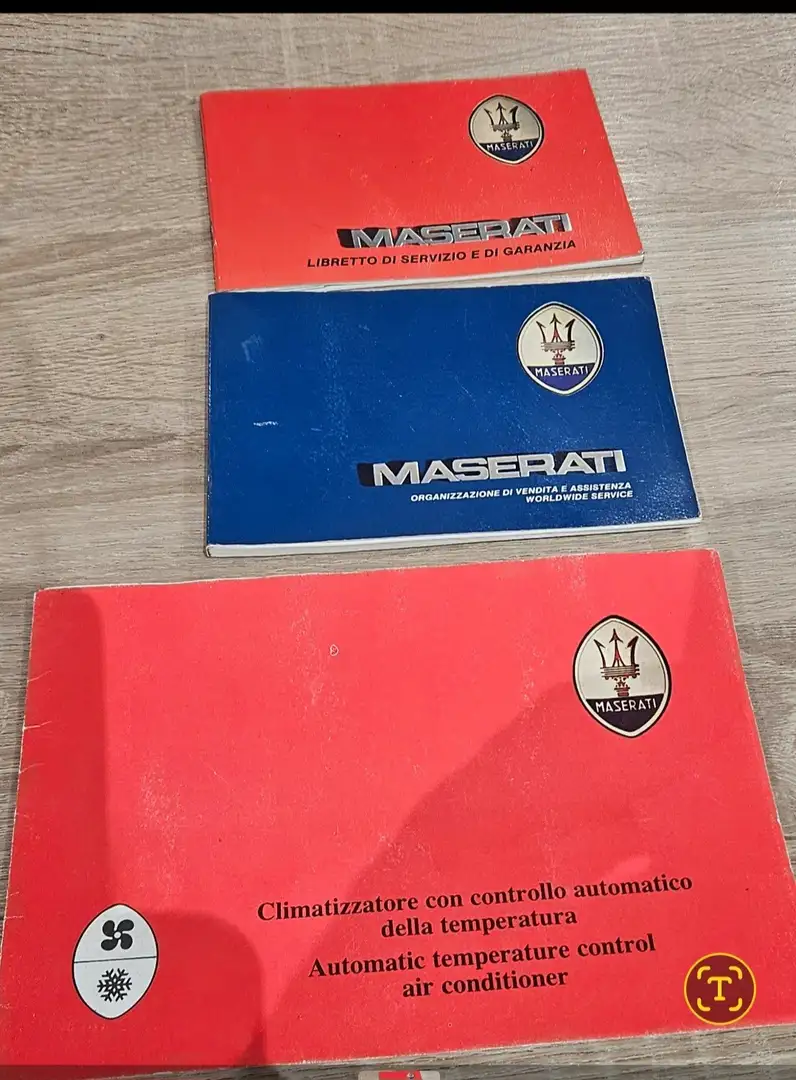 MASERATI
MASERATI
LIBRETTO DI SERVIZIO E DI GARANZIA
MASERATI
MASERATI
ORGANIZZAZIONE DI VENDITA E ASSISTENZA
WORLDWIDE SERVICE
MASERATI
Climatizzatore con controllo automatico
della temperatura
Automatic temperature control
air conditioner
T